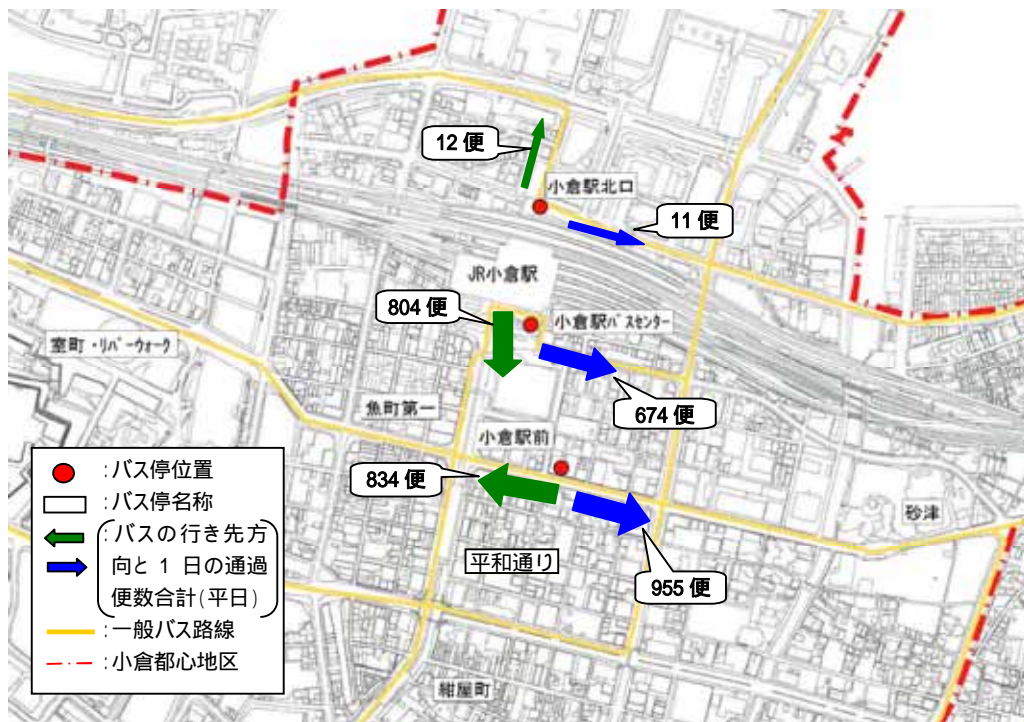 12 便
小倉駅北口
11 便
JR小倉駅
804 便
小倉駅バスセンター
室町・リバーウォーク
674 便
魚町第一
小倉駅前
834 便
砂津
平和通り
955 便
紺屋町
:バス停位置
:バス停名称
:バスの行き先方
向と 1 日の通過
便数合計(平日)
:一般バス路線
:小倉都心地区